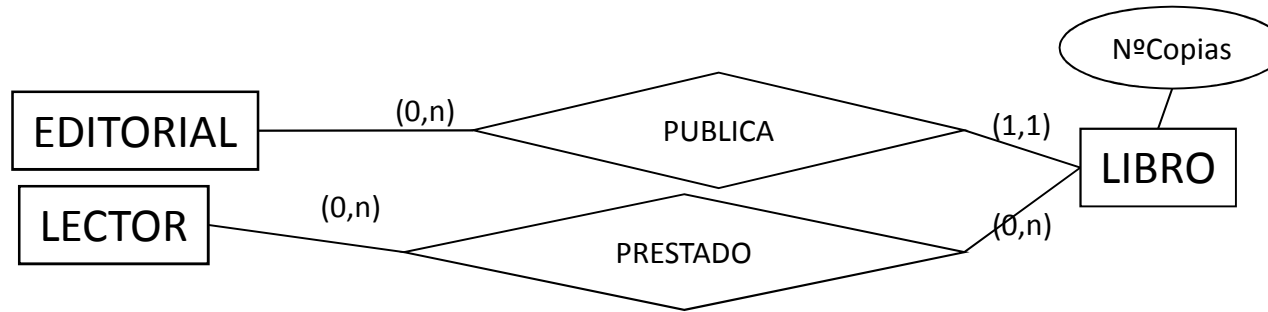 NºCopias
EDITORIAL
(0,n)
PUBLICA
(1,1)
LIBRO
LECTOR
(0,n)
PRESTADO
(0,n)